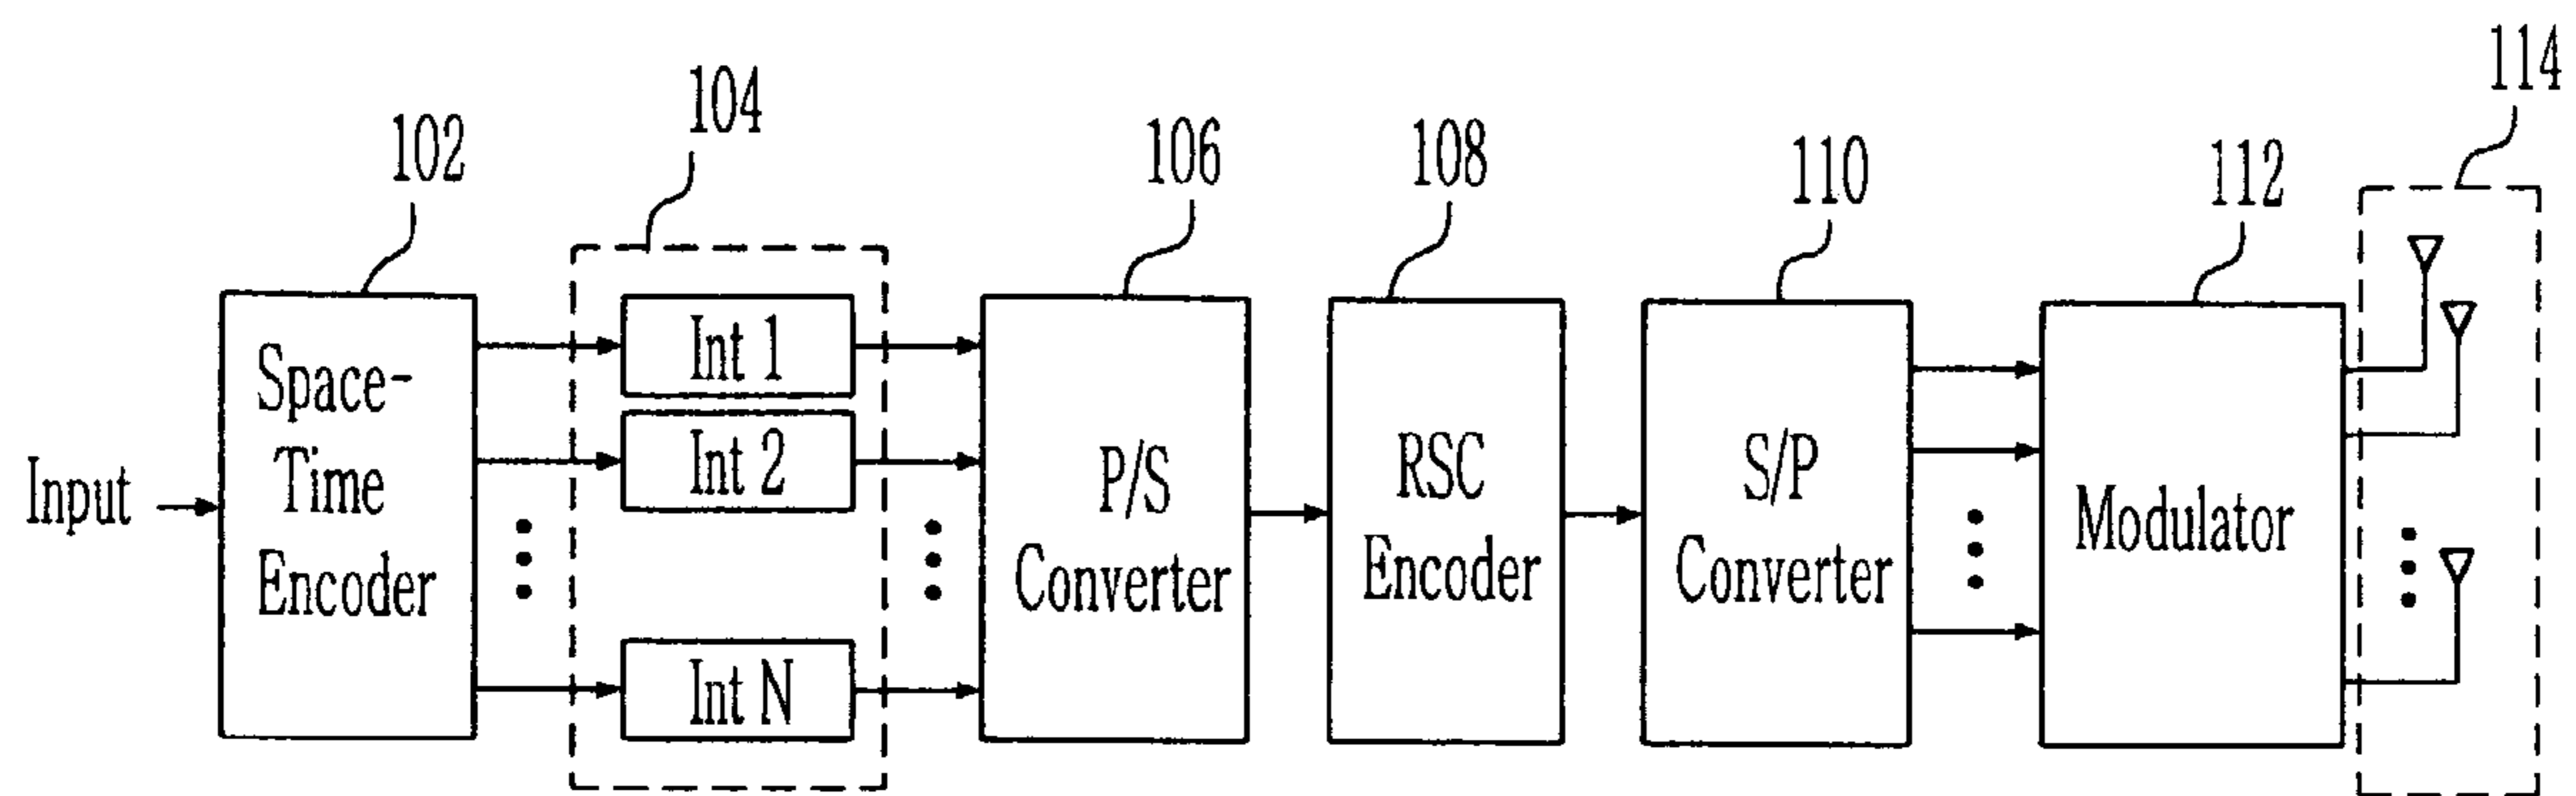 114
104
102
106
108
110
112
Int 1
Space-
Time
Encoder
Int 2
Input
P/S
Converter
RSC
Encoder
S/P
Converter
Modulator
Int N